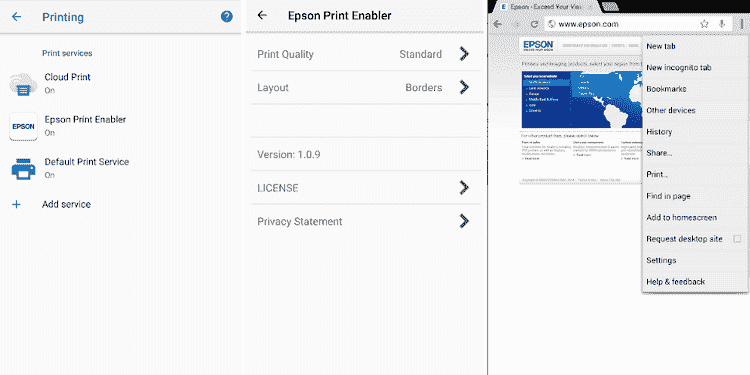 Printing
Print services
Cloud Print
On
EPSON
Epson Print Enabler
On
Default Print Service
On
Add service
Epson Print Enabler
Print Quality Standard
Layout Borders
Version: 1.0.9
LICENSE
Privacy Statement
Epson - Exceed Your Visi
www.epson.com
EPSON
New tab
New incognito tab
Bookmarks
Other devices
History
Share...
Print...
Find in page
Add to homescreen
Request desktop site
Settings
Help & feedback